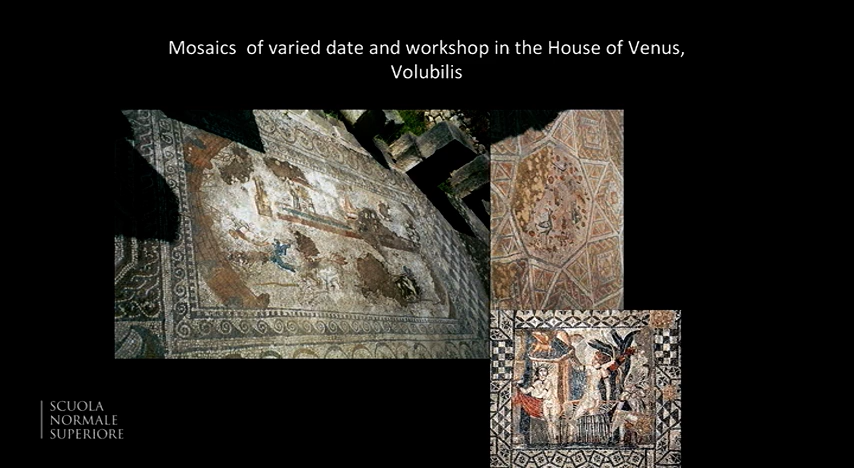 Mosaics  of varied date and workshop in the House of Venus,
Volubilis
SCUOLA
NORMALE
SUPERIORE